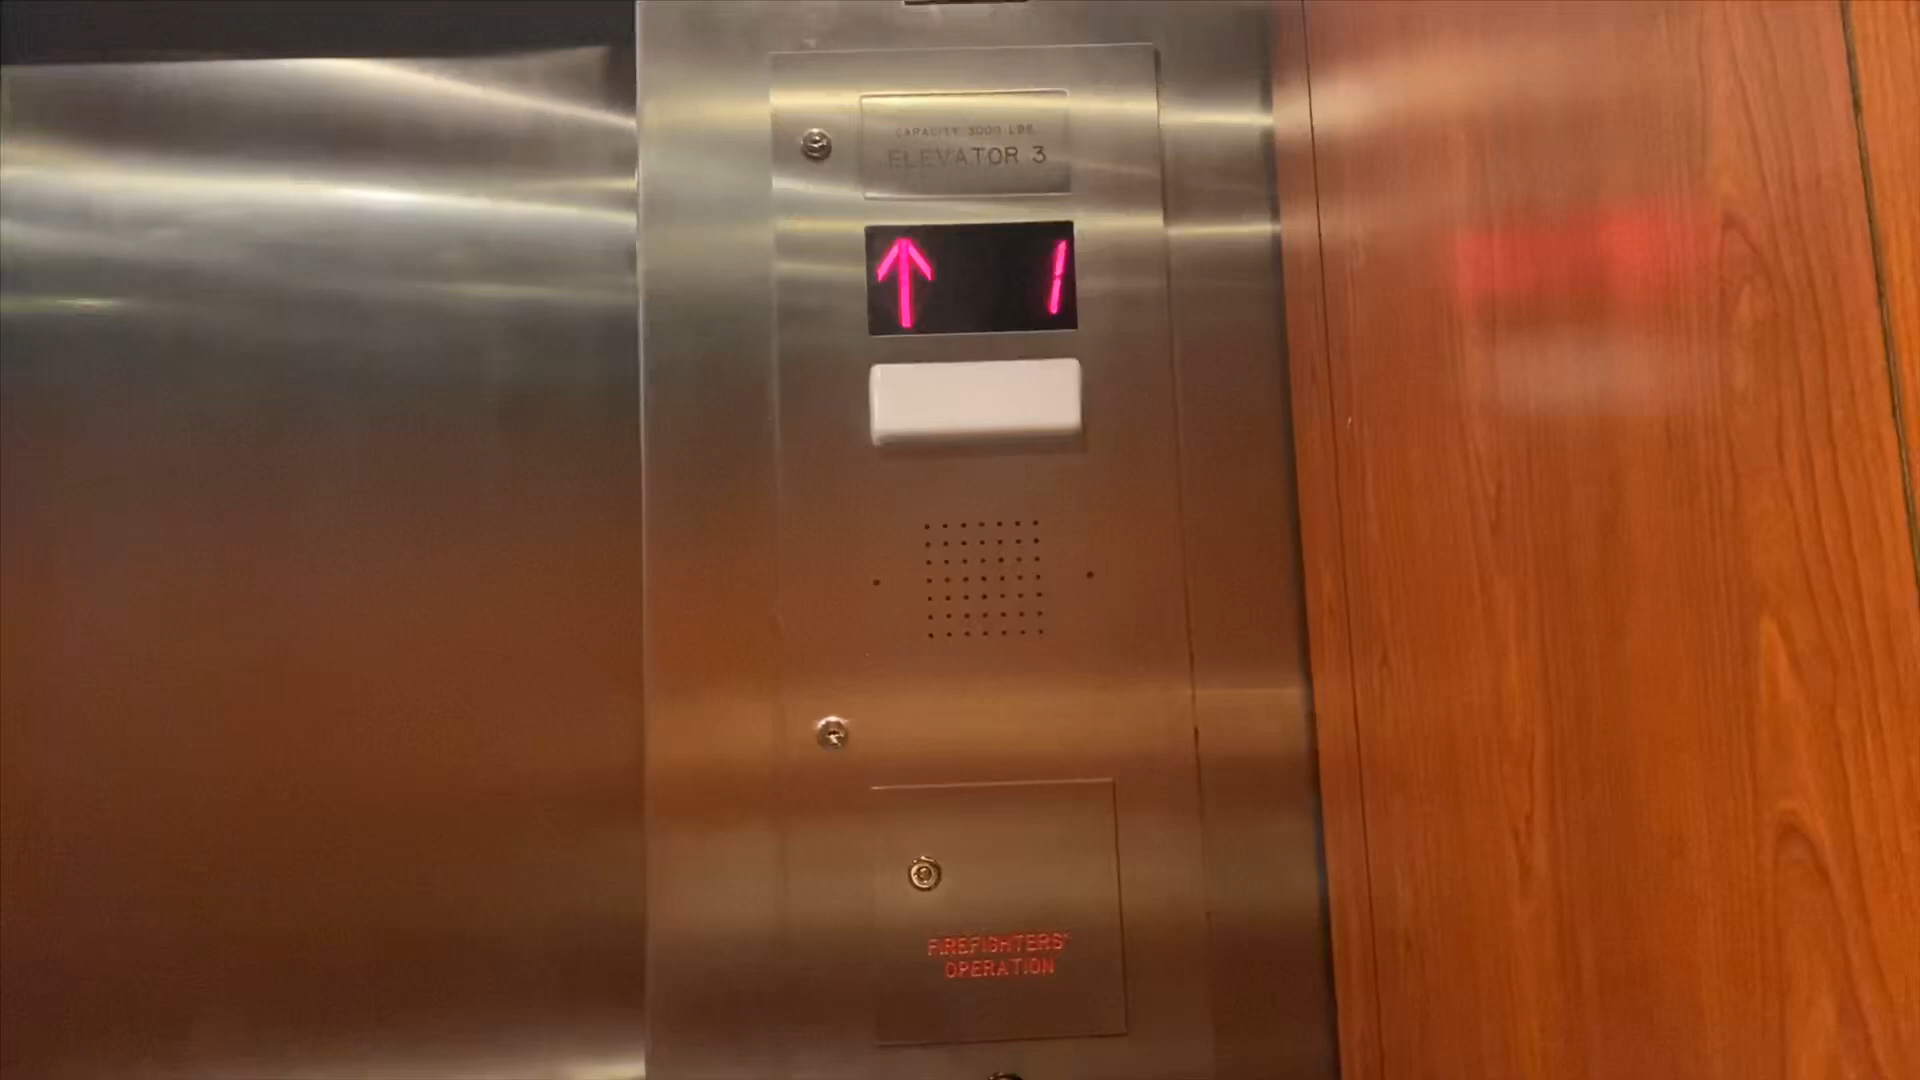 CAPACITY 3000 LBS.
ELEVATOR 3
↑ 1
FIREFIGHTERS'
OPERATION